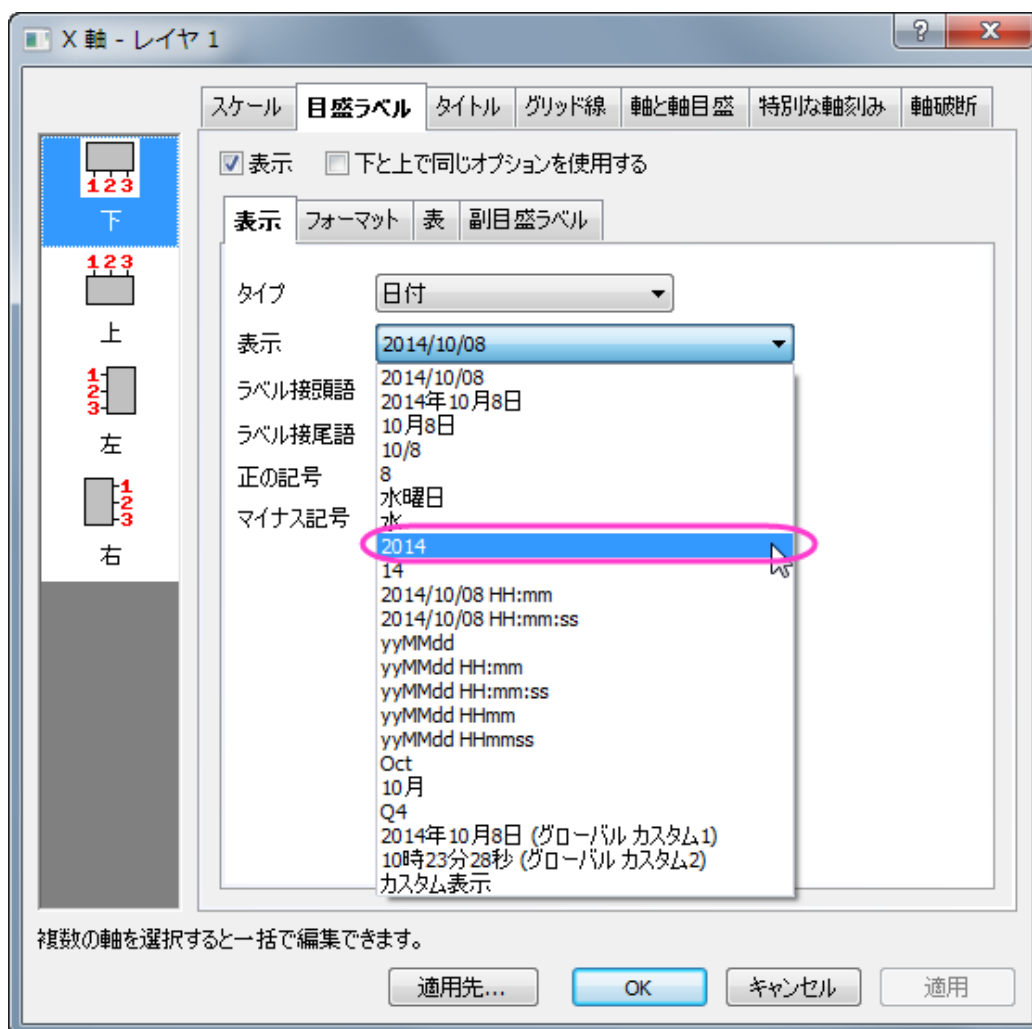 X 軸 - レイヤ 1
スケール 目盛ラベル タイトル グリッド線 軸と軸目盛 特別な軸刻み 軸破断
表示 下と上で同じオプションを使用する
表示 フォーマット 表 副目盛ラベル
1 2 3
下
1 2 3
上
1
2
3
左
1
2
3
右
タイプ 日付
表示 2014/10/08
ラベル接頭語
ラベル接尾語
正の記号
マイナス記号
2014/10/08
2014年10月8日
10月8日
10/8
8
水曜日
水
2014
14
2014/10/08 HH:mm
2014/10/08 HH:mm:ss
yyMMdd
yyMMdd HH:mm
yyMMdd HH:mm:ss
yyMMdd HHmm
yyMMdd HHmmss
Oct
10月
Q4
2014年10月8日 (グローバル カスタム1)
10時23分28秒 (グローバル カスタム2)
カスタム表示
複数の軸を選択すると一括で編集できます。
適用先... OK キャンセル 適用